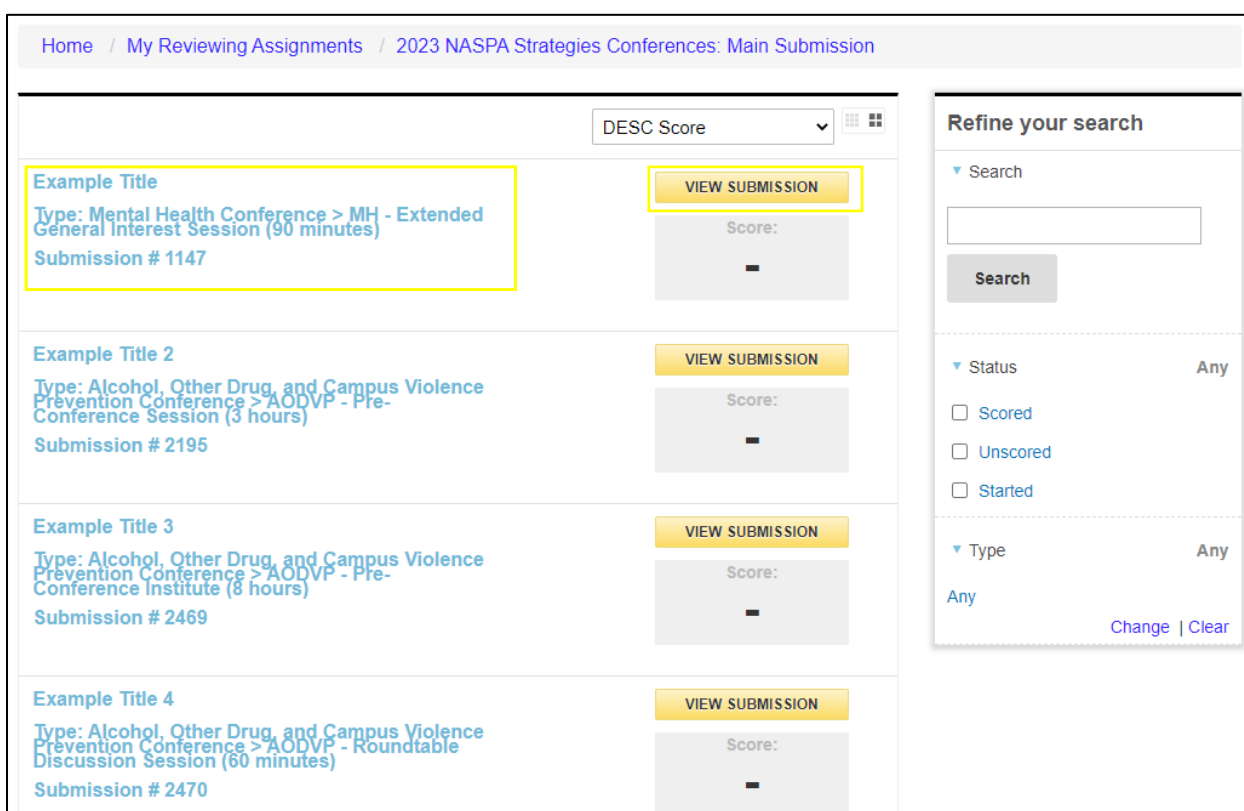 Home / My Reviewing Assignments / 2023 NASPA Strategies Conferences: Main Submission
DESC Score
Example Title
Type: Mental Health Conference > MH - Extended
General Interest Session (90 minutes)
Submission # 1147
VIEW SUBMISSION
Score:
-
Example Title 2
Type: Alcohol, Other Drug, and Campus Violence
Prevention Conference > AODVP - Pre-
Conference Session (3 hours)
Submission # 2195
VIEW SUBMISSION
Score:
-
Example Title 3
Type: Alcohol, Other Drug, and Campus Violence
Prevention Conference > AODVP - Pre-
Conference Institute (8 hours)
Submission # 2469
VIEW SUBMISSION
Score:
-
Example Title 4
Type: Alcohol, Other Drug, and Campus Violence
Prevention Conference > AODVP - Roundtable
Discussion Session (60 minutes)
Submission # 2470
VIEW SUBMISSION
Score:
-
Refine your search
Search
Search
Status Any
Scored
Unscored
Started
Type Any
Any
Change | Clear